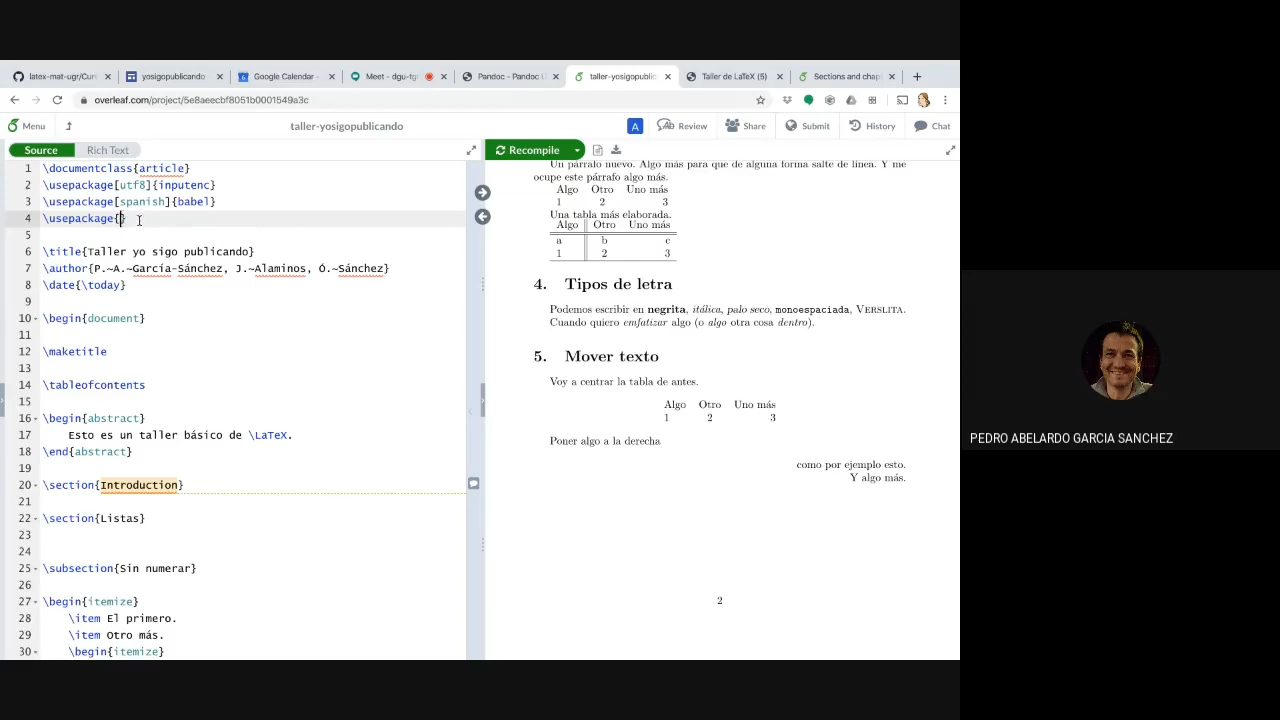 latex-mat-ugr/Cur
yosigopublicando
Google Calendar -
Meet - dgu-tg
Pandoc - Pandoc U
taller-yosigopublic
Taller de LaTeX (5)
Sections and chap
overleaf.com/project/5e8aeecbf8051b0001549a3c
Menu
taller-yosigopublicando
A
Review
Share
Submit
History
Chat
Source
Rich Text
Recompile
1 \documentclass{article}
2 \usepackage[utf8]{inputenc}
3 \usepackage[spanish]{babel}
4 \usepackage{}
5
6 \title{Taller yo sigo publicando}
7 \author{P.~A.~García-Sánchez, J.~Alaminos, Ó.~Sánchez}
8 \date{\today}
9
10 \begin{document}
11
12 \maketitle
13
14 \tableofcontents
15
16 \begin{abstract}
17 Esto es un taller básico de \LaTeX.
18 \end{abstract}
19
20 \section{Introduction}
21
22 \section{Listas}
23
24
25 \subsection{Sin numerar}
26
27 \begin{itemize}
28 \item El primero.
29 \item Otro más.
30 \begin{itemize}
Un párrafo nuevo. Algo más para que de alguna forma salte de línea. Y me
ocupe este párrafo algo más.
Algo Otro Uno más
1 2 3
Una tabla más elaborada.
Algo Otro Uno más
a b c
1 2 3
4. Tipos de letra
Podemos escribir en negrita, itálica, palo seco, monoespaciada, Verslita.
Cuando quiero emfatizar algo (o algo otra cosa dentro).
5. Mover texto
Voy a centrar la tabla de antes.
Algo Otro Uno más
1 2 3
Poner algo a la derecha
como por ejemplo esto.
Y algo más.
2
PEDRO ABELARDO GARCIA SANCHEZ